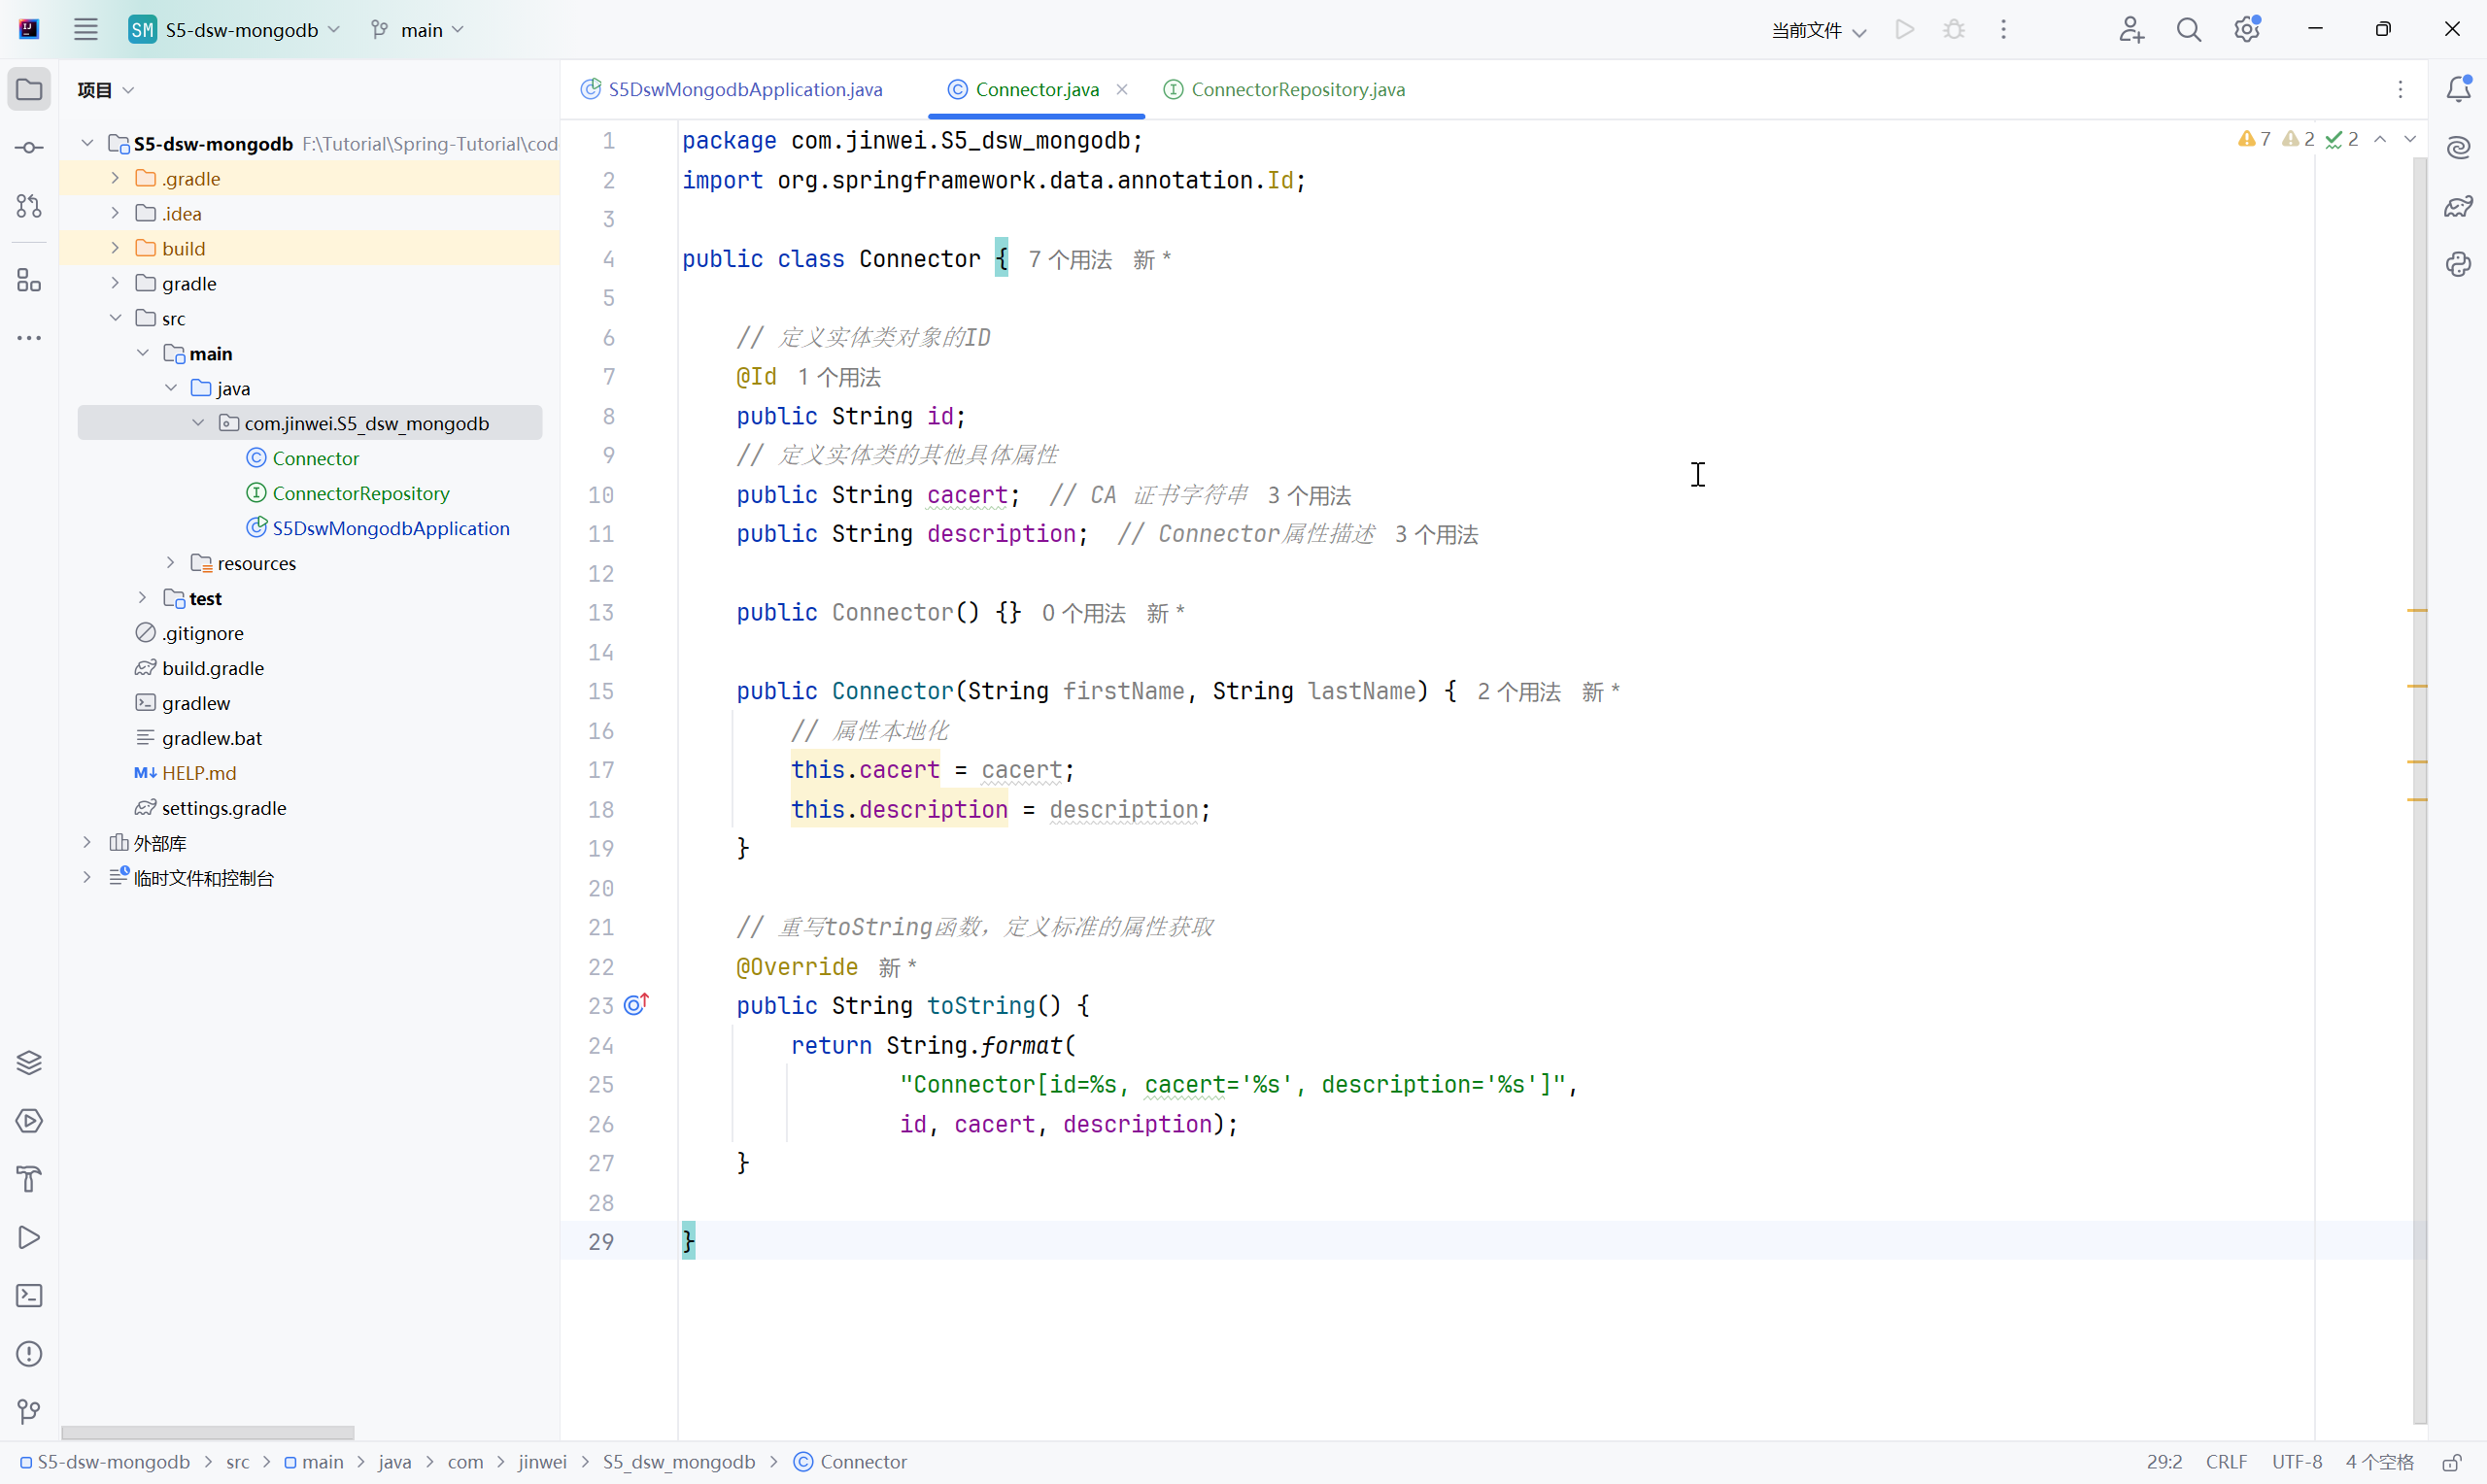 SM S5-dsw-mongodb main 当前文件
项目
S5-dsw-mongodb F:\Tutorial\Spring-Tutorial\cod
.gradle
.idea
build
gradle
src
main
java
com.jinwei.S5_dsw_mongodb
Connector
ConnectorRepository
S5DswMongodbApplication
resources
test
.gitignore
build.gradle
gradlew
gradlew.bat
M↓ HELP.md
settings.gradle
外部库
临时文件和控制台
S5DswMongodbApplication.java Connector.java ConnectorRepository.java
7 2 2
1 package com.jinwei.S5_dsw_mongodb;
2 import org.springframework.data.annotation.Id;
3
4 public class Connector { 7 个用法 新 *
5
6 // 定义实体类对象的ID
7 @Id 1 个用法
8 public String id;
9 // 定义实体类的其他具体属性
10 public String cacert; // CA 证书字符串 3 个用法
11 public String description; // Connector属性描述 3 个用法
12
13 public Connector() {} 0 个用法 新 *
14
15 public Connector(String firstName, String lastName) { 2 个用法 新 *
16 // 属性本地化
17 this.cacert = cacert;
18 this.description = description;
19 }
20
21 // 重写toString函数，定义标准的属性获取
22 @Override 新 *
23 public String toString() {
24 return String.format(
25 "Connector[id=%s, cacert='%s', description='%s']",
26 id, cacert, description);
27 }
28
29 }
S5-dsw-mongodb > src > main > java > com > jinwei > S5_dsw_mongodb > Connector 29:2 CRLF UTF-8 4 个空格